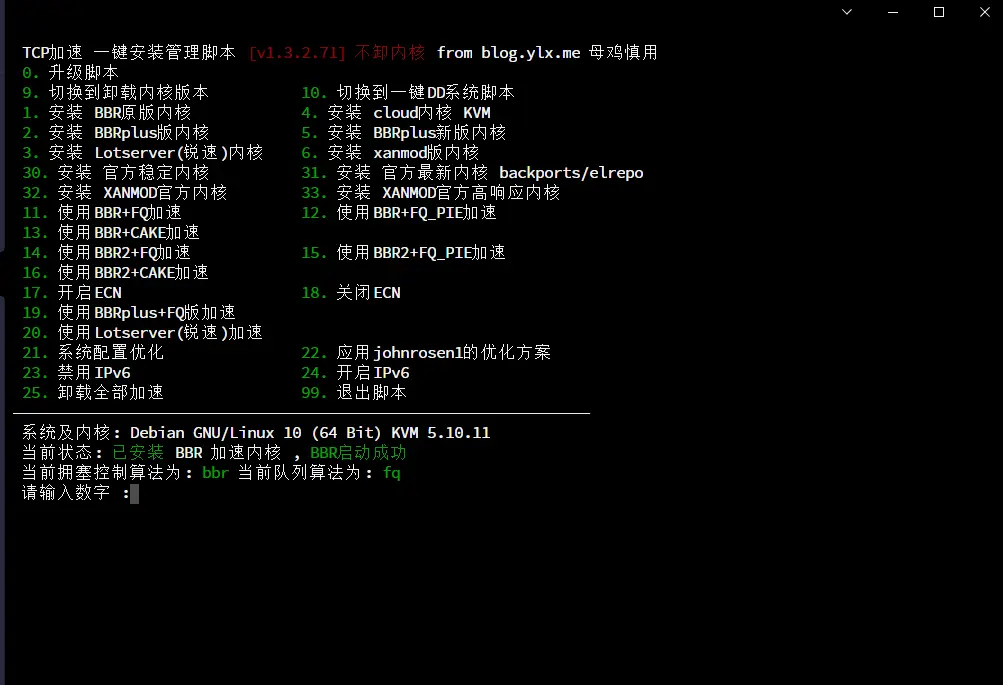 TCP加速 一键安装管理脚本 [v1.3.2.71] 不卸内核 from blog.ylx.me 母鸡慎用
0. 升级脚本
9. 切换到卸载内核版本 10. 切换到一键DD系统脚本
1. 安装 BBR原版内核 4. 安装 cloud内核 KVM
2. 安装 BBRplus版内核 5. 安装 BBRplus新版内核
3. 安装 Lotserver(锐速)内核 6. 安装 xanmod版内核
30. 安装 官方稳定内核 31. 安装 官方最新内核 backports/elrepo
32. 安装 XANMOD官方内核 33. 安装 XANMOD官方高响应内核
11. 使用BBR+FQ加速 12. 使用BBR+FQ_PIE加速
13. 使用BBR+CAKE加速
14. 使用BBR2+FQ加速 15. 使用BBR2+FQ_PIE加速
16. 使用BBR2+CAKE加速
17. 开启ECN 18. 关闭ECN
19. 使用BBRplus+FQ版加速
20. 使用Lotserver(锐速)加速
21. 系统配置优化 22. 应用johnrosen1的优化方案
23. 禁用IPv6 24. 开启IPv6
25. 卸载全部加速 99. 退出脚本
系统及内核: Debian GNU/Linux 10 (64 Bit) KVM 5.10.11
当前状态: 已安装 BBR 加速内核 , BBR启动成功
当前拥塞控制算法为: bbr 当前队列算法为: fq
请输入数字 :